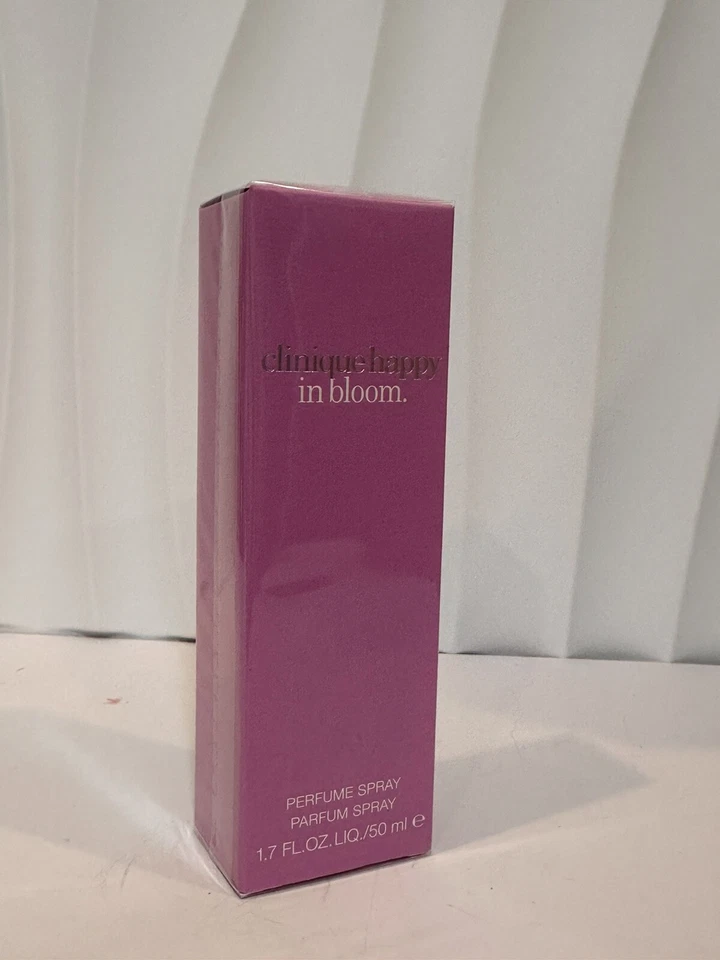 clinique happy
in bloom.
PERFUME SPRAY
PARFUM SPRAY
1.7 FL.OZ.LIQ./50 ml ℮